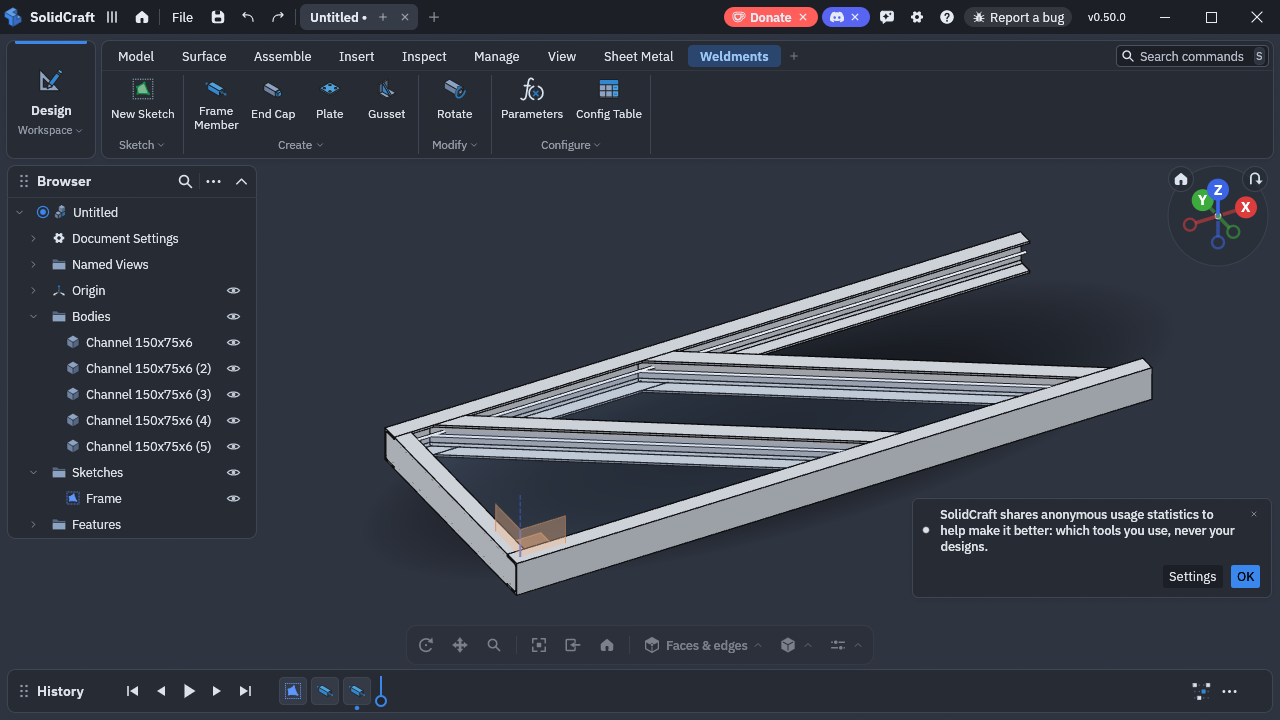 SolidCraft
File
Untitled •
Donate
Report a bug
v0.50.0
Design
Workspace
Model
Surface
Assemble
Insert
Inspect
Manage
View
Sheet Metal
Weldments
Search commands
S
New Sketch
Frame
Member
End Cap
Plate
Gusset
Rotate
Parameters
Config Table
Sketch
Create
Modify
Configure
Browser
Untitled
Document Settings
Named Views
Origin
Bodies
Channel 150x75x6
Channel 150x75x6 (2)
Channel 150x75x6 (3)
Channel 150x75x6 (4)
Channel 150x75x6 (5)
Sketches
Frame
Features
Z
Y
X
SolidCraft shares anonymous usage statistics to
help make it better: which tools you use, never your
designs.
Settings
OK
Faces & edges
History